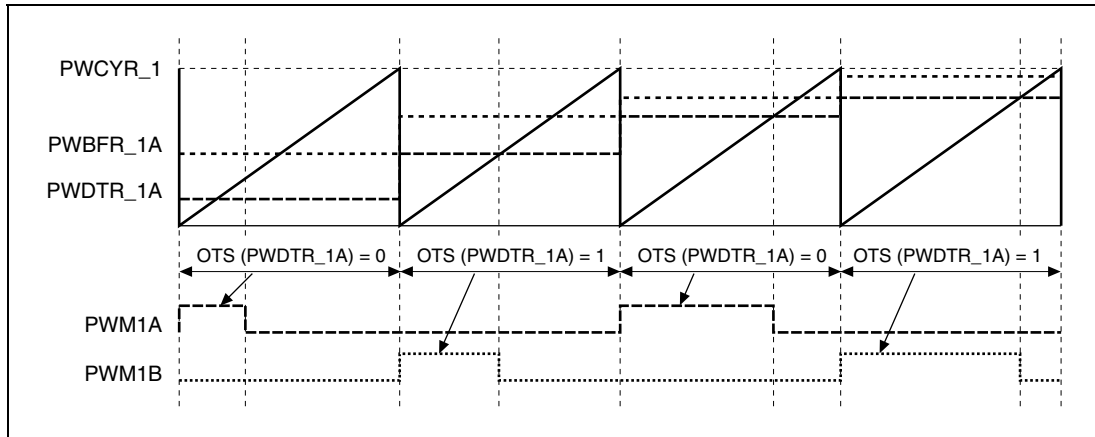 PWCYR_1
PWBFR_1A
PWDTR_1A
OTS (PWDTR_1A) = 0 OTS (PWDTR_1A) = 1 OTS (PWDTR_1A) = 0 OTS (PWDTR_1A) = 1
PWM1A
PWM1B